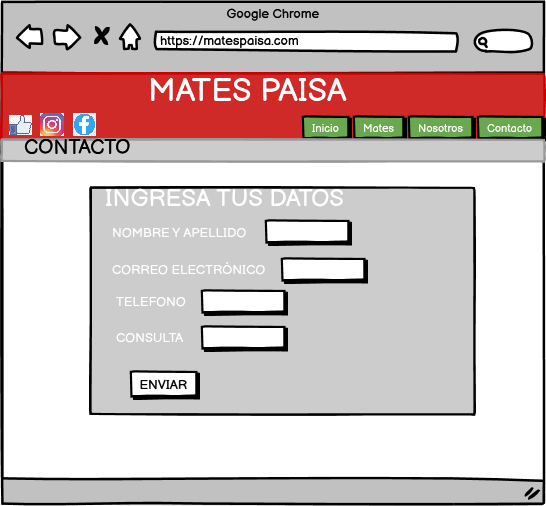 Google Chrome
https://matespaisa.com
MATES PAISA
Inicio
Mates
Nosotros
Contacto
CONTACTO
INGRESA TUS DATOS
NOMBRE Y APELLIDO
CORREO ELECTRÓNICO
TELEFONO
CONSULTA
ENVIAR